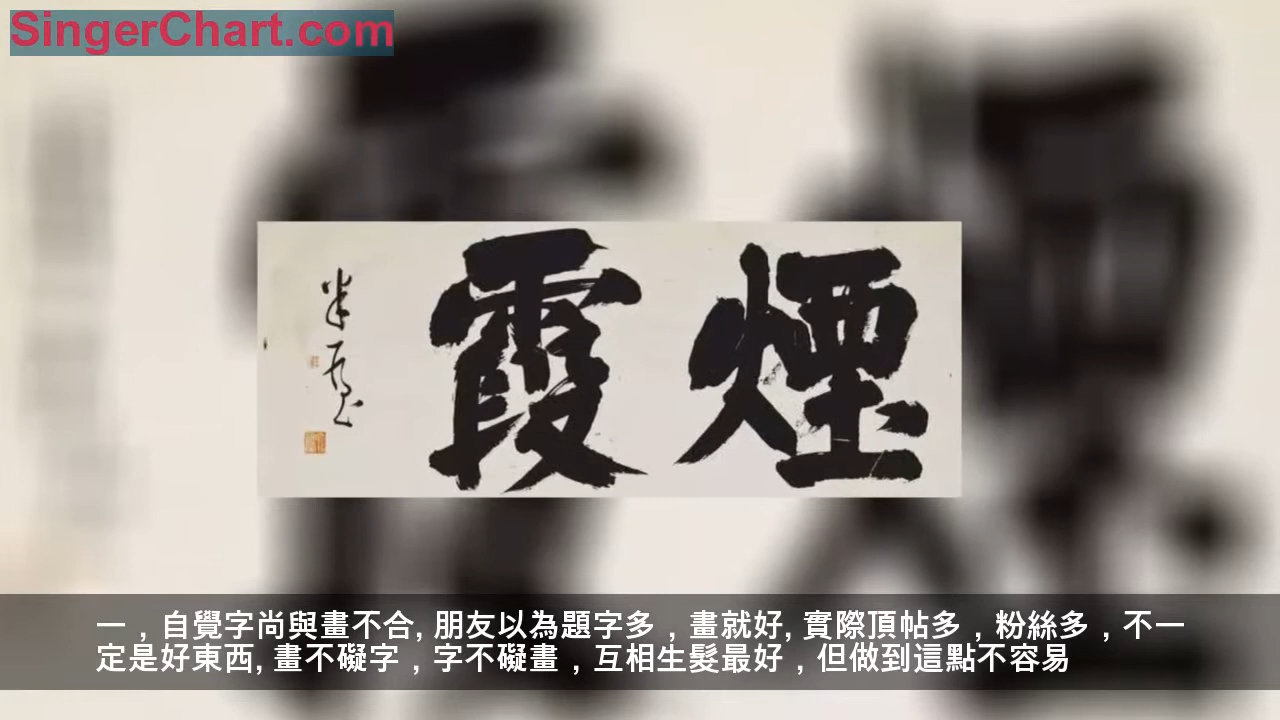 SingerChart.com
煙霞
半丁
一，自覺字尚與畫不合, 朋友以為題字多，畫就好, 實際頂帖多，粉絲多，不一
定是好東西, 畫不礙字，字不礙畫，互相生髮最好，但做到這點不容易